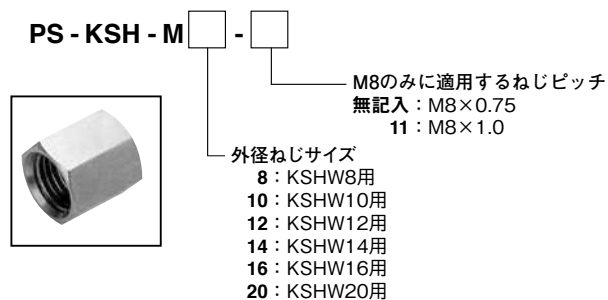 PS - KSH - M□ - □
M8のみに適用するねじピッチ
無記入：M8×0.75
11：M8×1.0
外径ねじサイズ
8：KSHW8用
10：KSHW10用
12：KSHW12用
14：KSHW14用
16：KSHW16用
20：KSHW20用